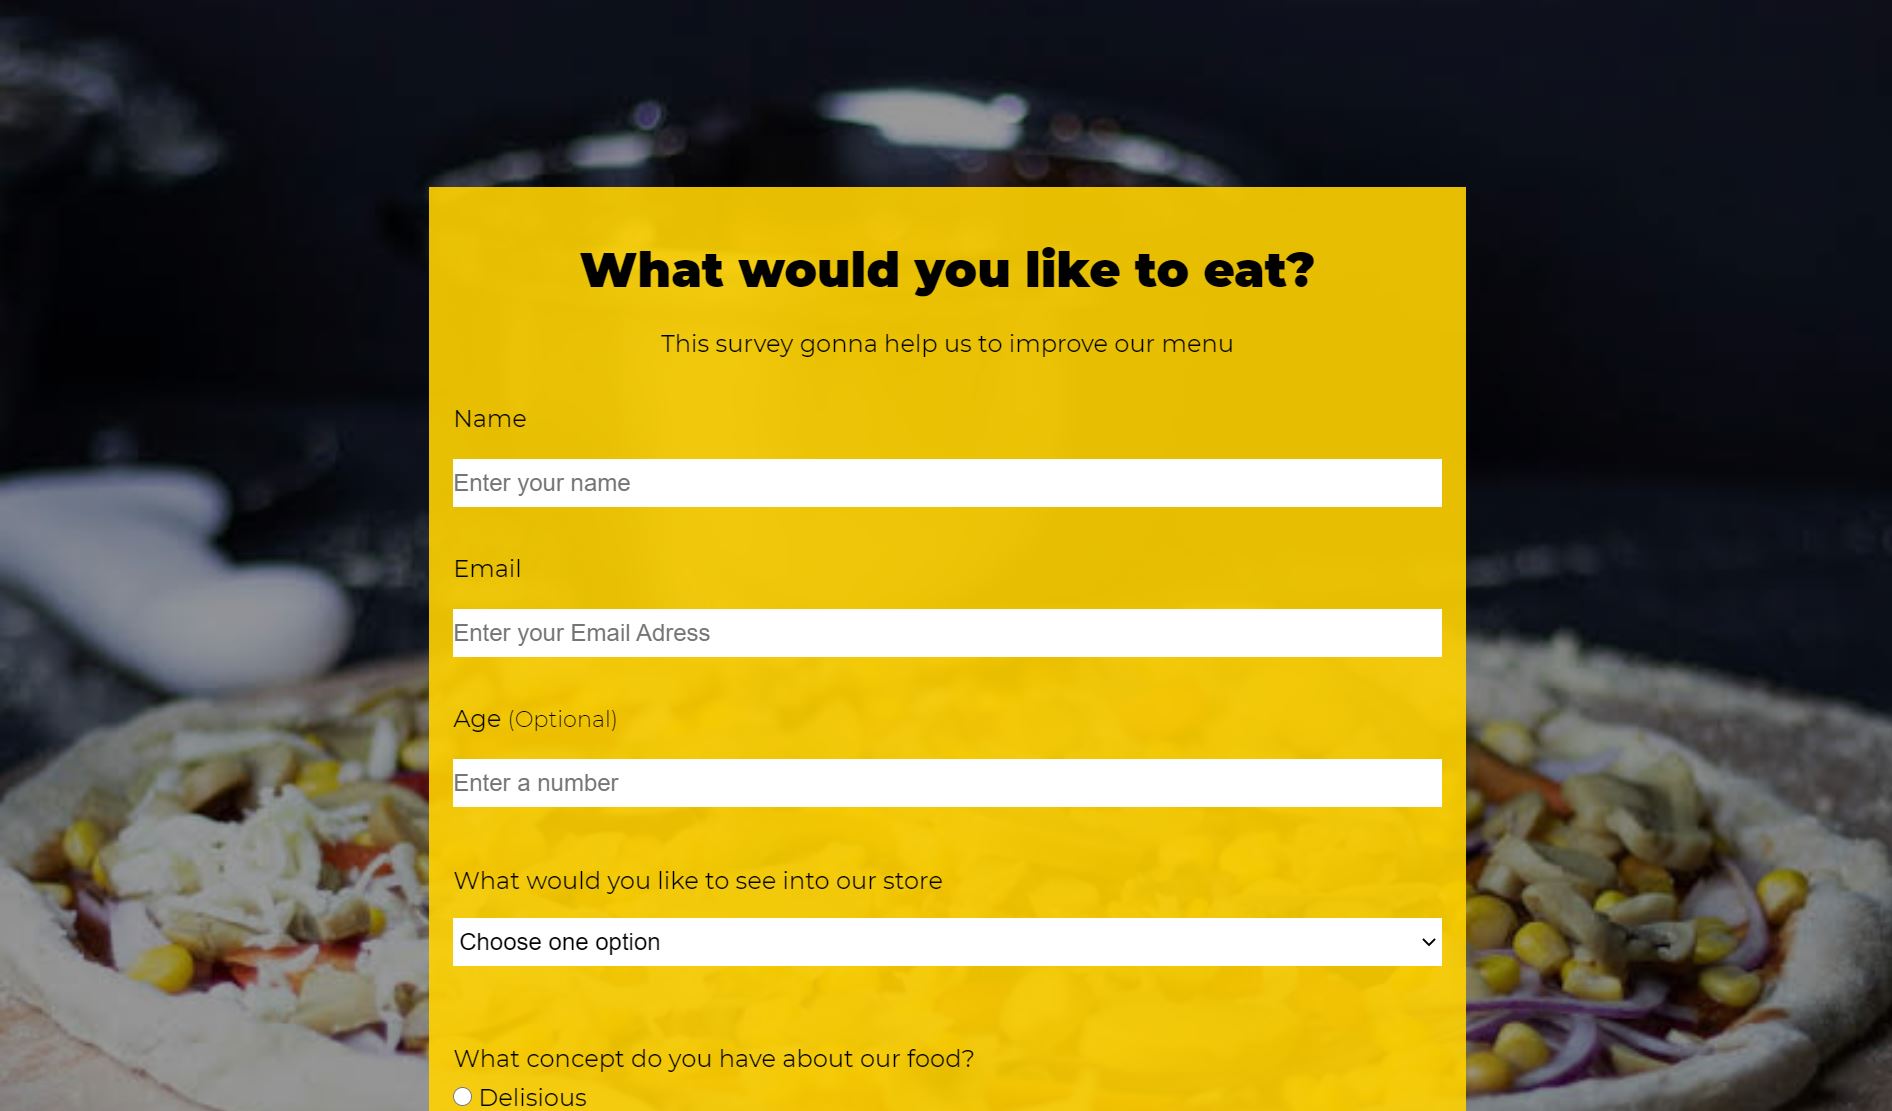 What would you like to eat?
This survey gonna help us to improve our menu
Name
Enter your name
Email
Enter your Email Adress
Age (Optional)
Enter a number
What would you like to see into our store
Choose one option
What concept do you have about our food?
Delisious